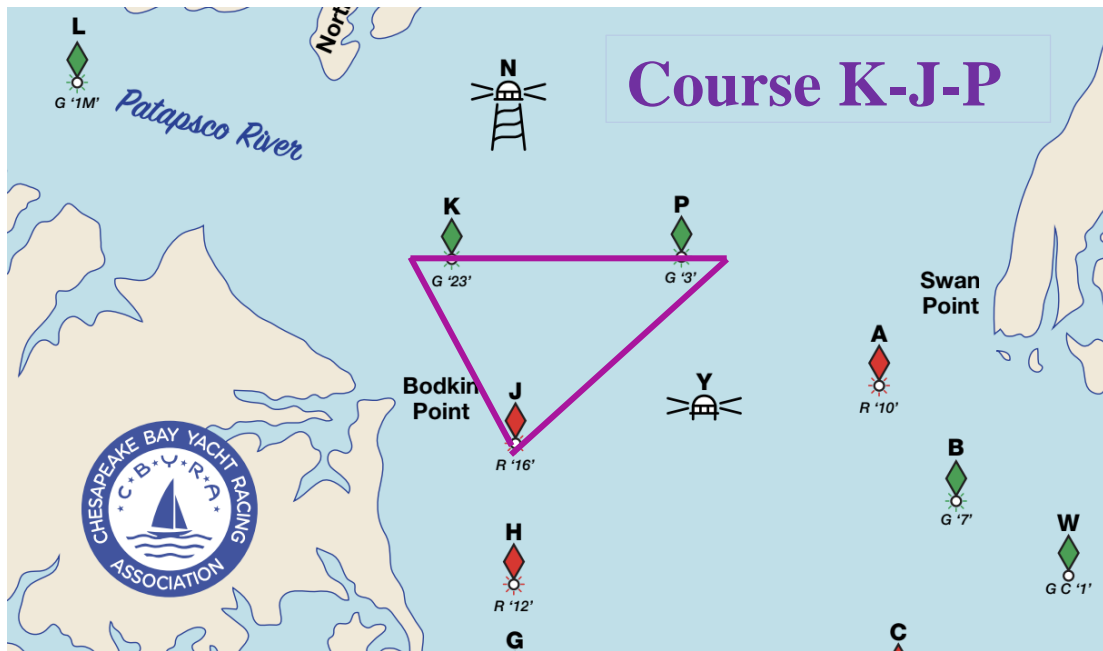 L
G '1M'
Patapsco River
North
N
Course K-J-P
K
G '23'
P
G '3'
Swan
Point
A
R '10'
Bodkin
Point
J
R '16'
Y
B
G '7'
W
G C '1'
H
R '12'
G
C
CHESAPEAKE BAY YACHT RACING
ASSOCIATION
C★B★Y★R★A